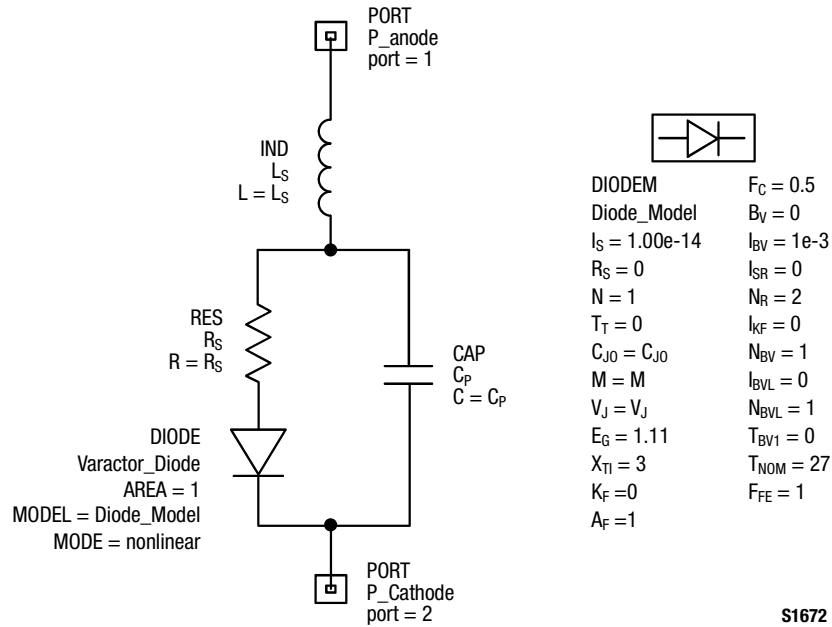 PORT
P_anode
port = 1
IND
LS
L = LS
RES
RS
R = RS
CAP
CP
C = CP
DIODE
Varactor_Diode
AREA = 1
MODEL = Diode_Model
MODE = nonlinear
PORT
P_Cathode
port = 2
DIODEM
Diode_Model
IS = 1.00e-14
RS = 0
N = 1
TT = 0
CJ0 = CJ0
M = M
VJ = VJ
EG = 1.11
XTI = 3
KF =0
AF =1
FC = 0.5
BV = 0
IBV = 1e-3
ISR = 0
NR = 2
IKF = 0
NBV = 1
IBVL = 0
NBVL = 1
TBV1 = 0
TNOM = 27
FFE = 1
S1672